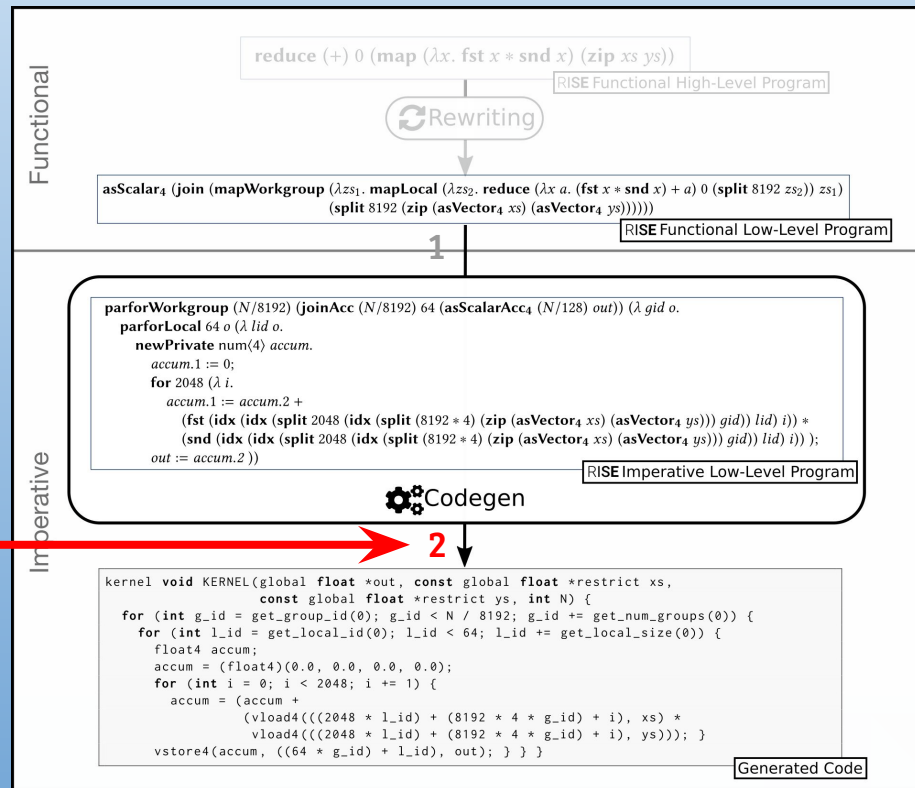 Functional
reduce (+) 0 (map (λx. fst x ∗ snd x) (zip xs ys))
RISE Functional High-Level Program
Rewriting
asScalar₄ (join (mapWorkgroup (λzs₁. mapLocal (λzs₂. reduce (λx a. (fst x ∗ snd x) + a) 0 (split 8192 zs₂)) zs₁)
(split 8192 (zip (asVector₄ xs) (asVector₄ ys))))))
RISE Functional Low-Level Program
1
Imperative
parforWorkgroup (N/8192) (joinAcc (N/8192) 64 (asScalarAcc₄ (N/128) out)) (λ gid o.
parforLocal 64 o (λ lid o.
newPrivate num⟨4⟩ accum.
accum.1 := 0;
for 2048 (λ i.
accum.1 := accum.2 +
(fst (idx (idx (split 2048 (idx (split (8192 ∗ 4) (zip (asVector₄ xs) (asVector₄ ys))) gid)) lid) i)) ∗
(snd (idx (idx (split 2048 (idx (split (8192 ∗ 4) (zip (asVector₄ xs) (asVector₄ ys))) gid)) lid) i)) );
out := accum.2 ))
RISE Imperative Low-Level Program
Codegen
2
kernel void KERNEL(global float *out, const global float *restrict xs,
const global float *restrict ys, int N) {
for (int g_id = get_group_id(0); g_id < N / 8192; g_id += get_num_groups(0)) {
for (int l_id = get_local_id(0); l_id < 64; l_id += get_local_size(0)) {
float4 accum;
accum = (float4)(0.0, 0.0, 0.0, 0.0);
for (int i = 0; i < 2048; i += 1) {
accum = (accum +
(vload4(((2048 * l_id) + (8192 * 4 * g_id) + i), xs) *
vload4(((2048 * l_id) + (8192 * 4 * g_id) + i), ys))); }
vstore4(accum, ((64 * g_id) + l_id), out); } } }
Generated Code